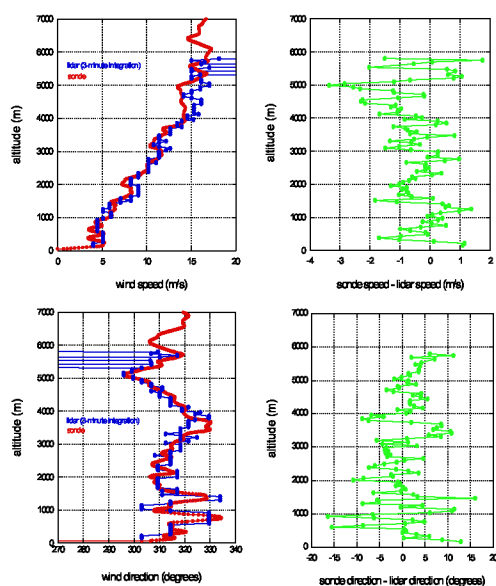 7000
6000
5000
4000
3000
2000
1000
0
altitude (m)
lidar (3-minute integration)
sonde
0 5 10 15 20
wind speed (m/s)
7000
6000
5000
4000
3000
2000
1000
0
altitude (m)
-4 -3 -2 -1 0 1 2
sonde speed - lidar speed (m/s)
7000
6000
5000
4000
3000
2000
1000
0
altitude (m)
lidar (3-minute integration)
sonde
270 280 290 300 310 320 330 340
wind direction (degrees)
7000
6000
5000
4000
3000
2000
1000
0
altitude (m)
-20 -15 -10 -5 0 5 10 15 20
sonde direction - lidar direction (degrees)